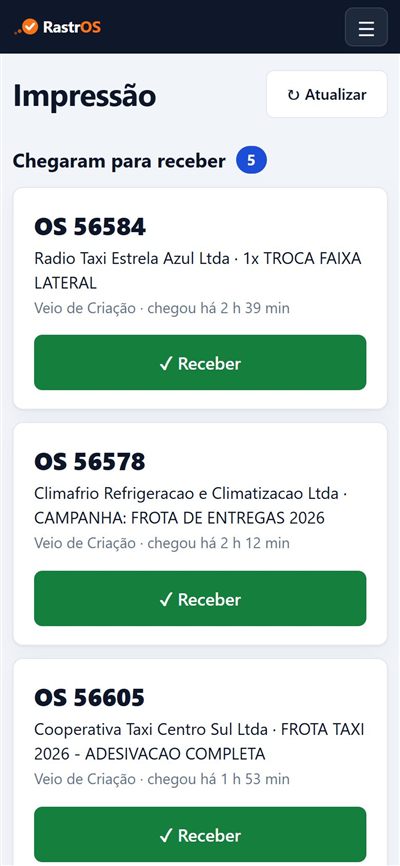 RastrOS
☰
Impressão
↻ Atualizar
Chegaram para receber 5
OS 56584
Radio Taxi Estrela Azul Ltda · 1x TROCA FAIXA
LATERAL
Veio de Criação · chegou há 2 h 39 min
✓ Receber
OS 56578
Climafrio Refrigeracao e Climatizacao Ltda ·
CAMPANHA: FROTA DE ENTREGAS 2026
Veio de Criação · chegou há 2 h 12 min
✓ Receber
OS 56605
Cooperativa Taxi Centro Sul Ltda · FROTA TAXI
2026 - ADESIVACAO COMPLETA
Veio de Criação · chegou há 1 h 53 min
✓ Receber